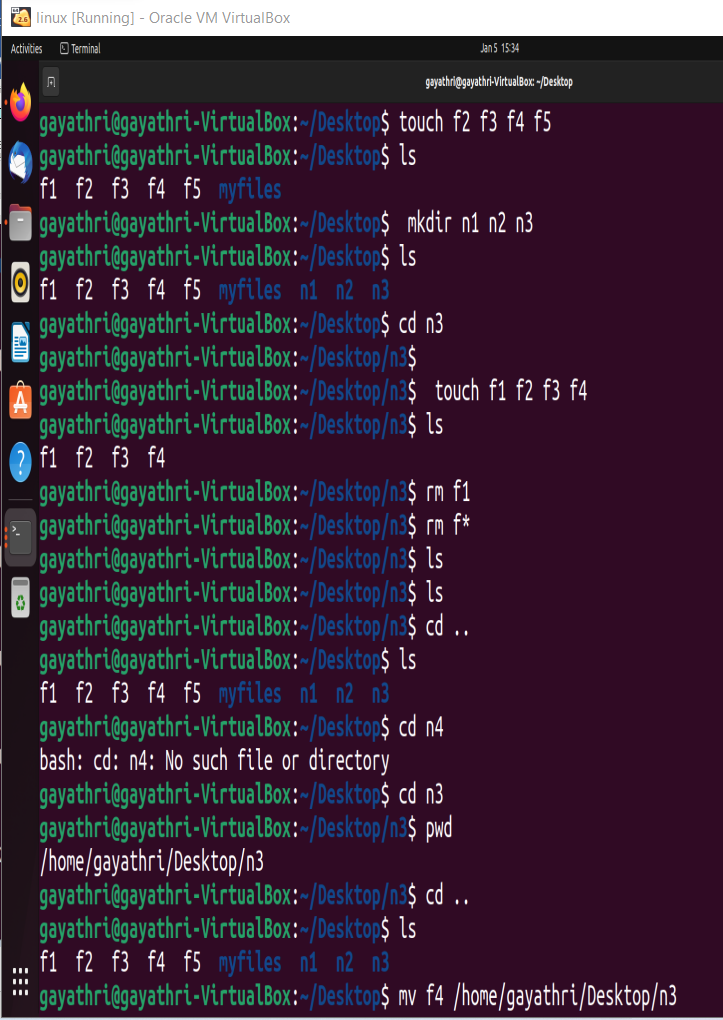 linux [Running] - Oracle VM VirtualBox
Activities Terminal Jan 5 15:34
gayathri@gayathri-VirtualBox: ~/Desktop
gayathri@gayathri-VirtualBox:~/Desktop$ touch f2 f3 f4 f5
gayathri@gayathri-VirtualBox:~/Desktop$ ls
f1 f2 f3 f4 f5 myfiles
gayathri@gayathri-VirtualBox:~/Desktop$  mkdir n1 n2 n3
gayathri@gayathri-VirtualBox:~/Desktop$ ls
f1 f2 f3 f4 f5 myfiles n1 n2 n3
gayathri@gayathri-VirtualBox:~/Desktop$ cd n3
gayathri@gayathri-VirtualBox:~/Desktop/n3$
gayathri@gayathri-VirtualBox:~/Desktop/n3$  touch f1 f2 f3 f4
gayathri@gayathri-VirtualBox:~/Desktop/n3$ ls
f1 f2 f3 f4
gayathri@gayathri-VirtualBox:~/Desktop/n3$ rm f1
gayathri@gayathri-VirtualBox:~/Desktop/n3$ rm f*
gayathri@gayathri-VirtualBox:~/Desktop/n3$ ls
gayathri@gayathri-VirtualBox:~/Desktop/n3$ ls
gayathri@gayathri-VirtualBox:~/Desktop/n3$ cd ..
gayathri@gayathri-VirtualBox:~/Desktop$ ls
f1 f2 f3 f4 f5 myfiles n1 n2 n3
gayathri@gayathri-VirtualBox:~/Desktop$ cd n4
bash: cd: n4: No such file or directory
gayathri@gayathri-VirtualBox:~/Desktop$ cd n3
gayathri@gayathri-VirtualBox:~/Desktop/n3$ pwd
/home/gayathri/Desktop/n3
gayathri@gayathri-VirtualBox:~/Desktop/n3$ cd ..
gayathri@gayathri-VirtualBox:~/Desktop$ ls
f1 f2 f3 f4 f5 myfiles n1 n2 n3
gayathri@gayathri-VirtualBox:~/Desktop$ mv f4 /home/gayathri/Desktop/n3